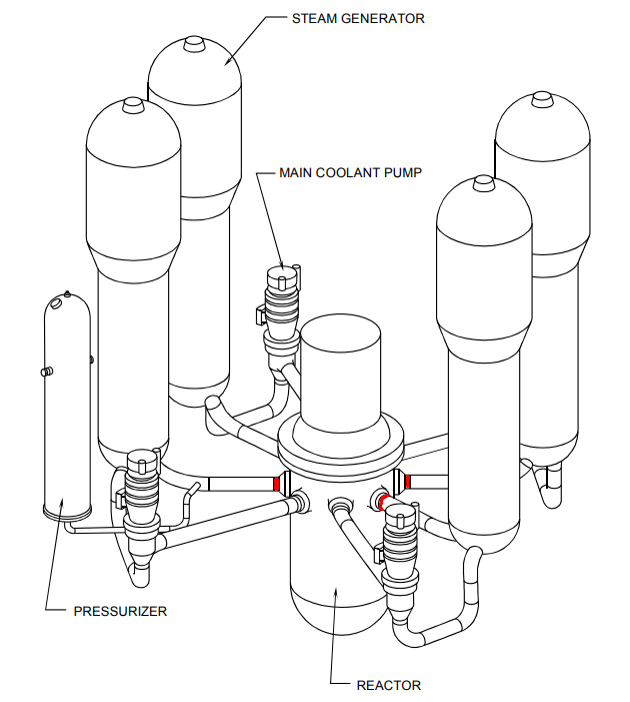 STEAM GENERATOR
MAIN COOLANT PUMP
PRESSURIZER
REACTOR